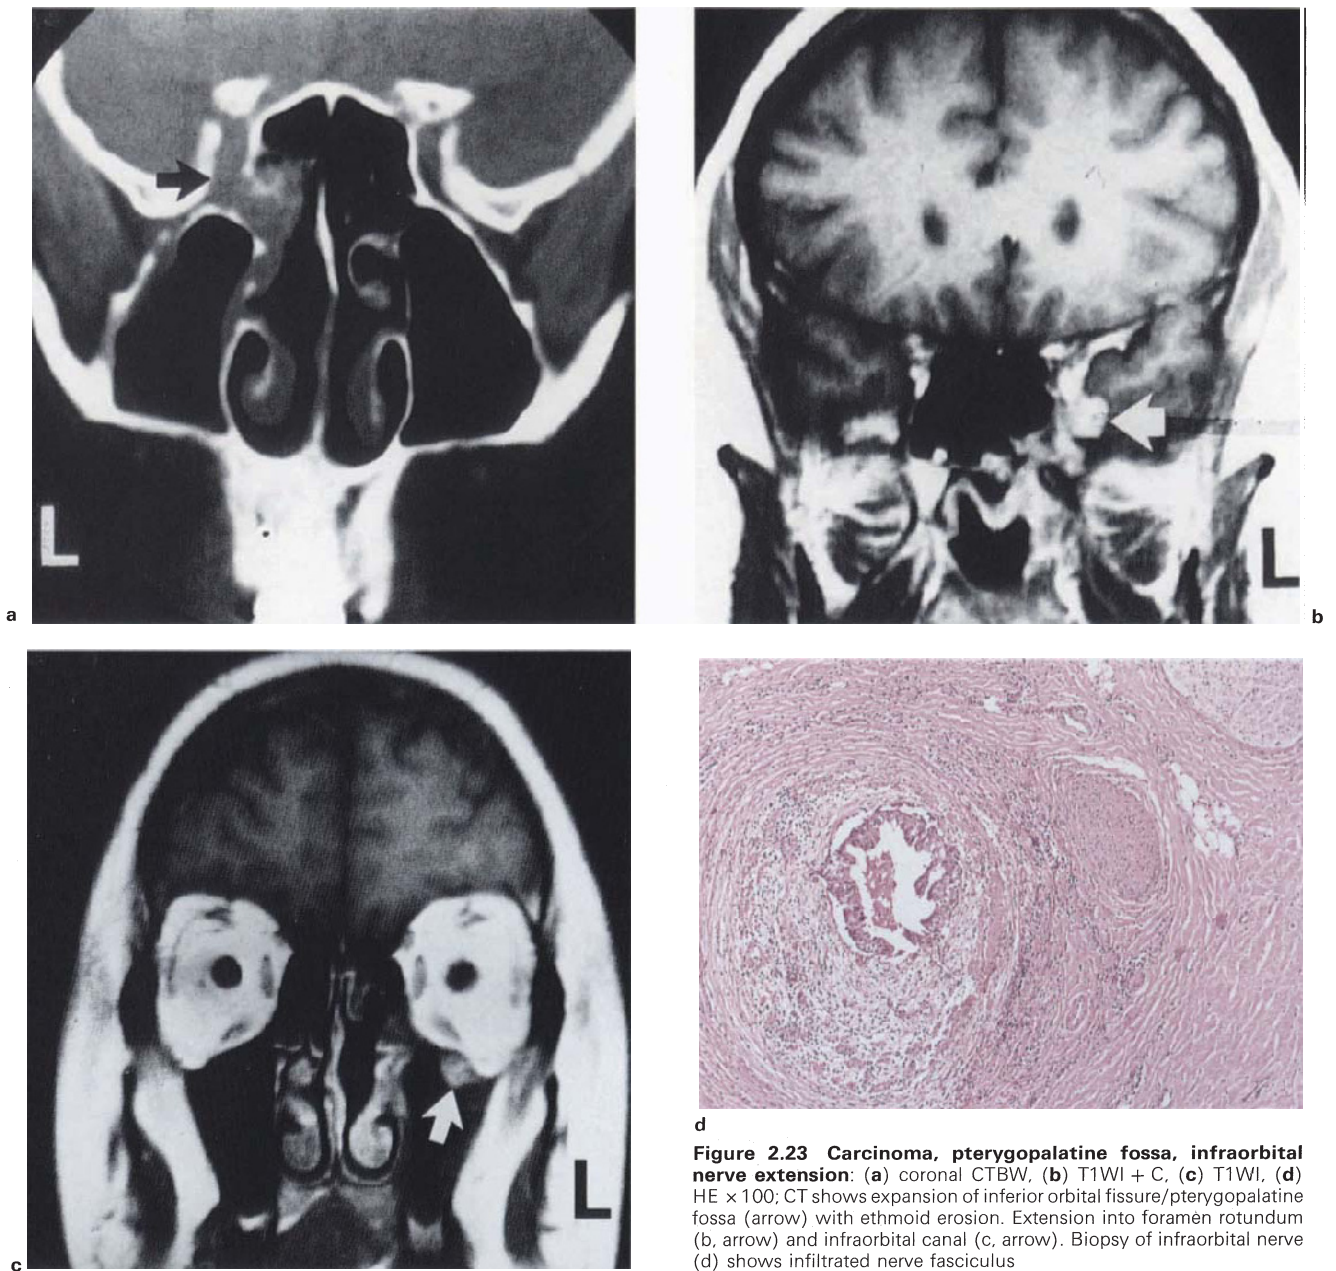 L
a
L
b
L
c
d
Figure 2.23 Carcinoma, pterygopalatine fossa, infraorbital
nerve extension: (a) coronal CTBW, (b) T1WI + C, (c) T1WI, (d)
HE × 100; CT shows expansion of inferior orbital fissure/pterygopalatine
fossa (arrow) with ethmoid erosion. Extension into foramen rotundum
(b, arrow) and infraorbital canal (c, arrow). Biopsy of infraorbital nerve
(d) shows infiltrated nerve fasciculus